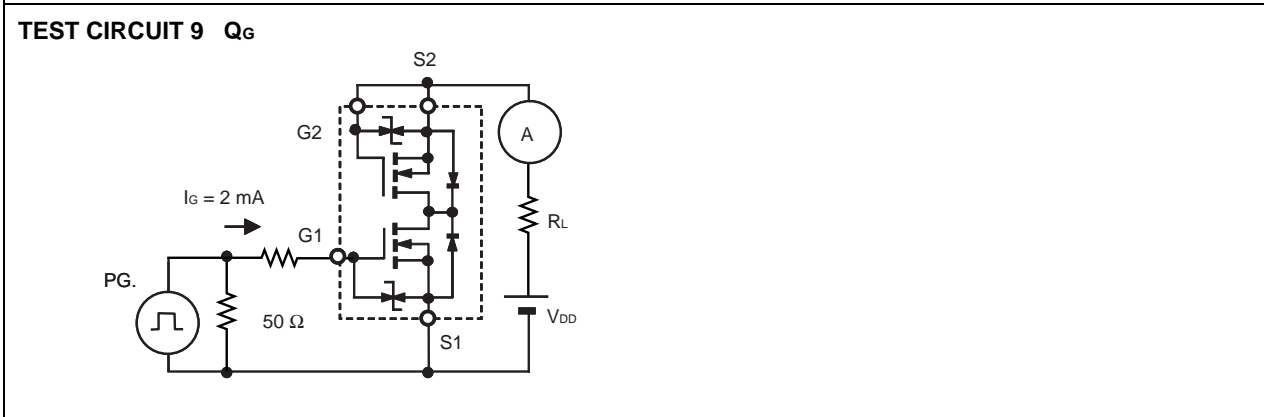 TEST CIRCUIT 9 QG
S2
G2
A
IG = 2 mA
RL
G1
PG.
50 Ω
VDD
S1